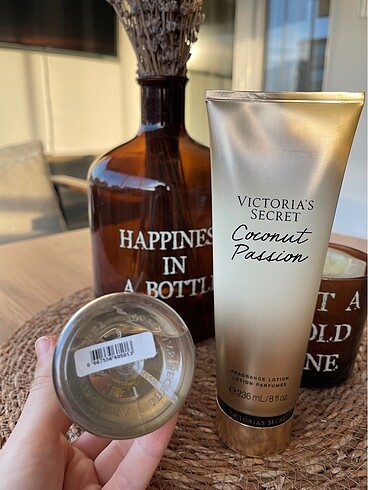 HAPPINES
IN
A BOTTL
VICTORIA'S
SECRET
Coconut
Passion
FRAGRANCE LOTION
LOTION PARFUMÉE
℮ 236 mL/8 fl oz
VICTORIA'S SECRET
T A
OLD
NE